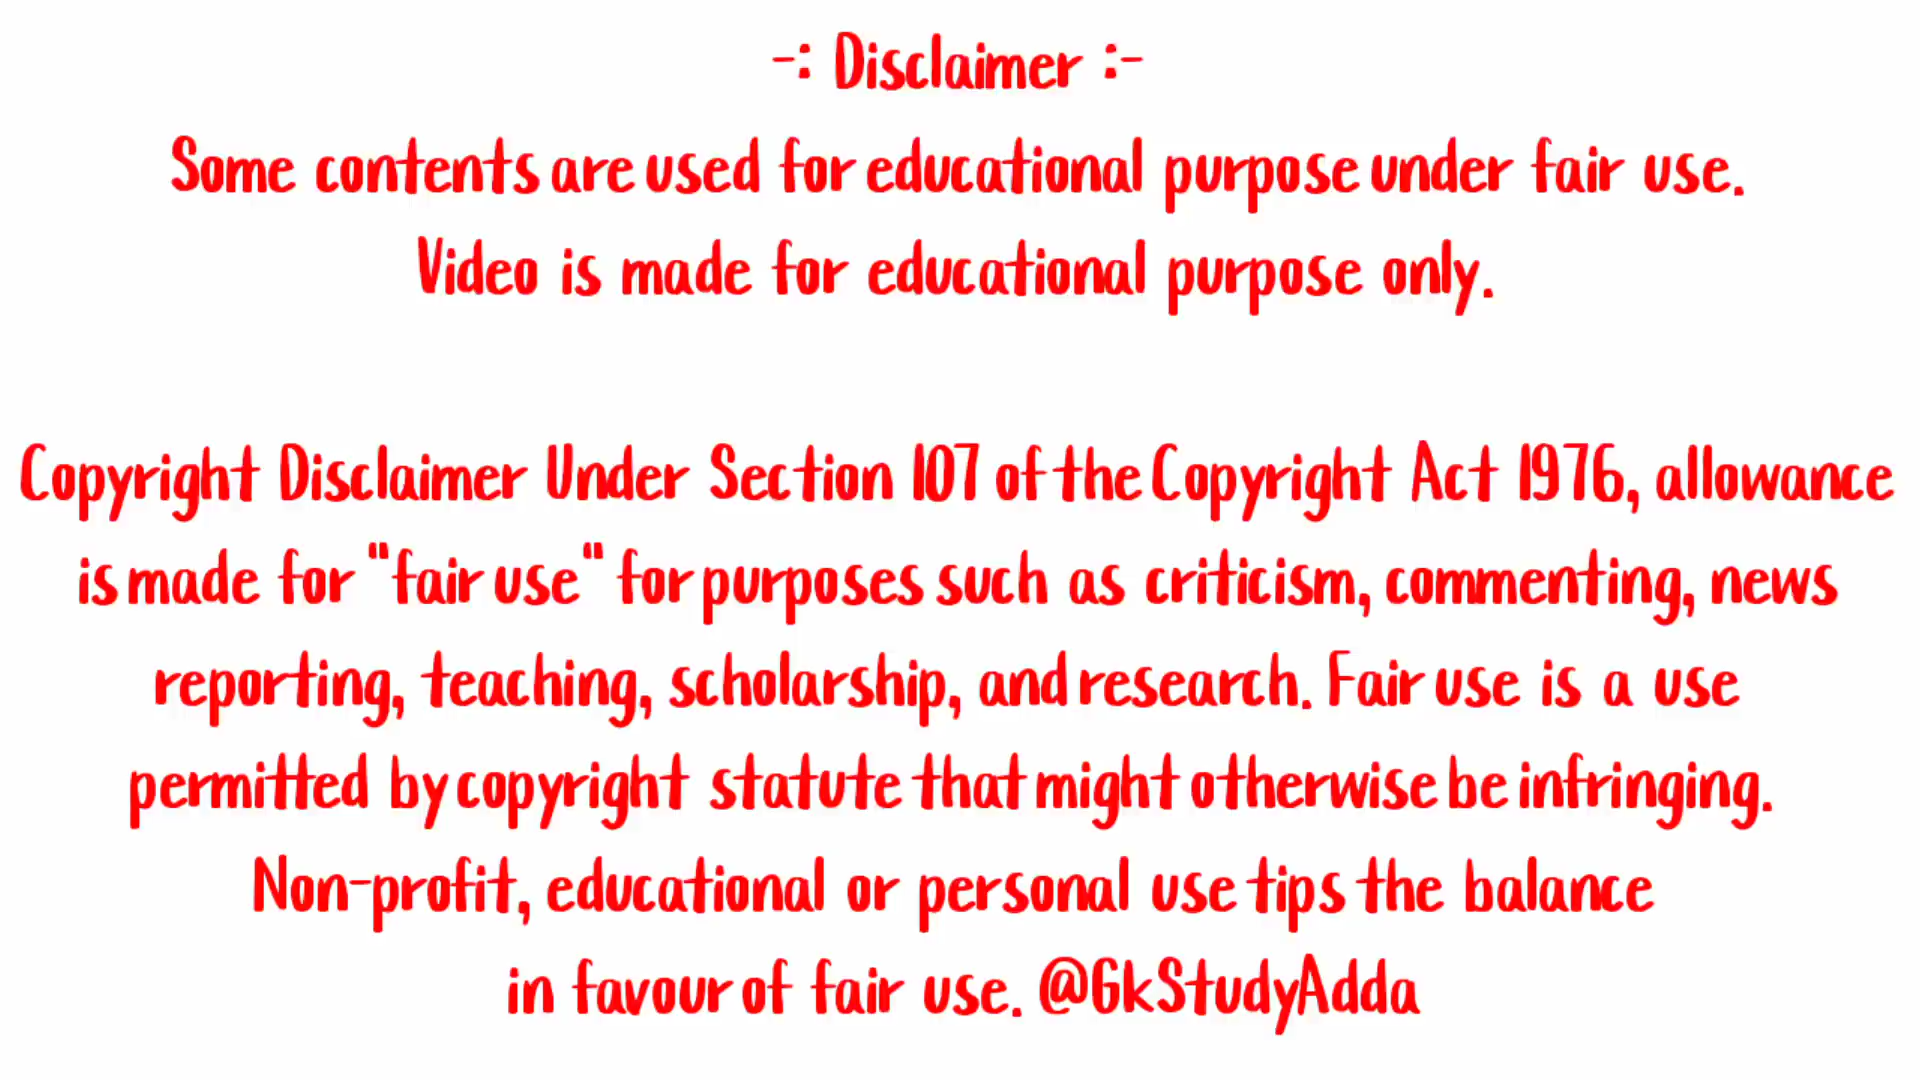 -: Disclaimer :-
Some contents are used for educational purpose under fair use.
Video is made for educational purpose only.
Copyright Disclaimer Under Section 107 of the Copyright Act 1976, allowance
is made for "fair use" for purposes such as criticism, commenting, news
reporting, teaching, scholarship, and research. Fair use is a use
permitted by copyright statute that might otherwise be infringing.
Non-profit, educational or personal use tips the balance
in favour of fair use. @GkStudyAdda